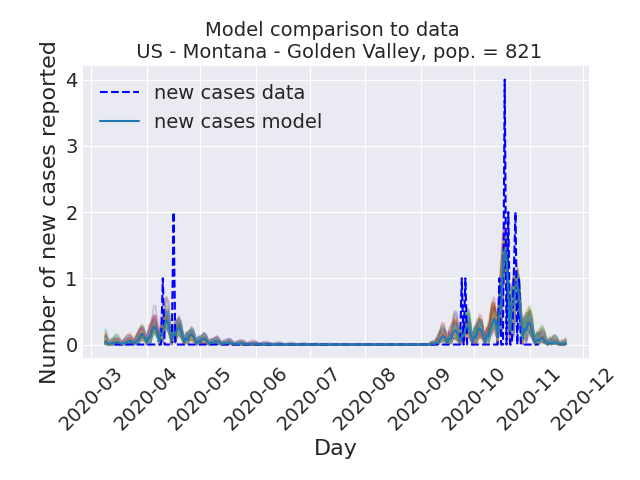 Model comparison to data
US - Montana - Golden Valley, pop. = 821
Number of new cases reported
4
3
2
1
0
new cases data
new cases model
2020-03
2020-04
2020-05
2020-06
2020-07
2020-08
2020-09
2020-10
2020-11
2020-12
Day